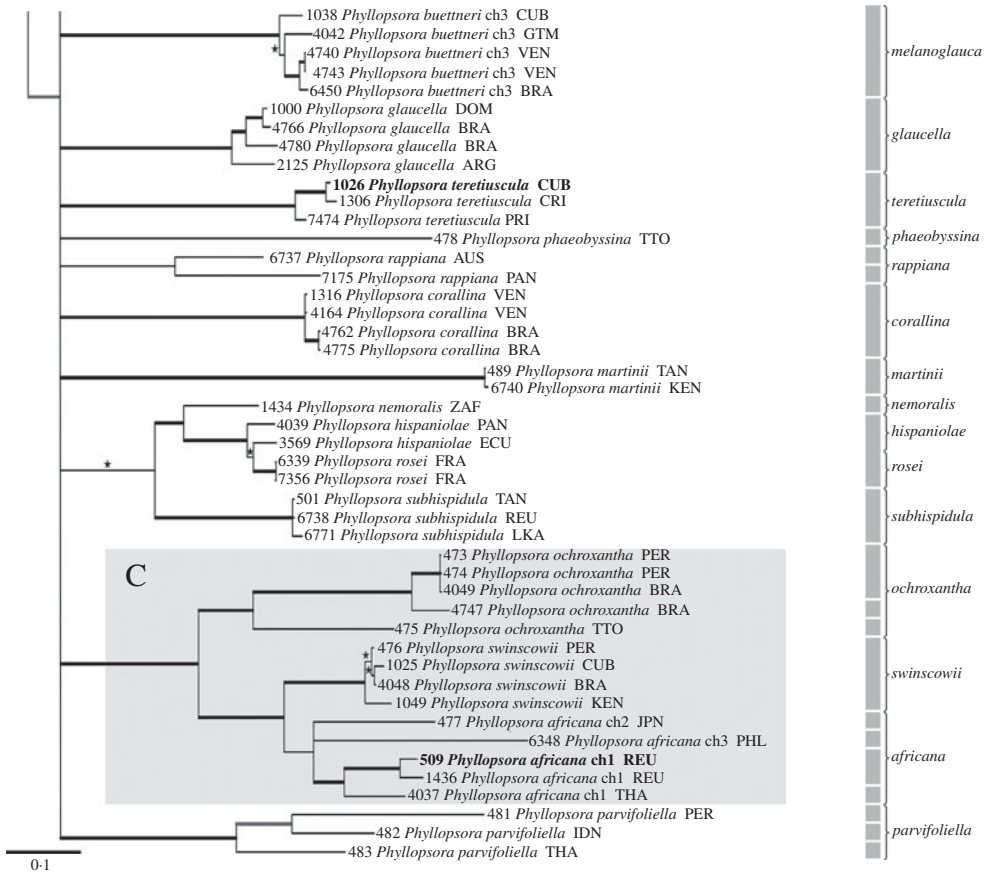 1038 Phyllopsora buettneri ch3 CUB
4042 Phyllopsora buettneri ch3 GTM
4740 Phyllopsora buettneri ch3 VEN
4743 Phyllopsora buettneri ch3 VEN
6450 Phyllopsora buettneri ch3 BRA
melanoglauca
1000 Phyllopsora glaucella DOM
4766 Phyllopsora glaucella BRA
4780 Phyllopsora glaucella BRA
2125 Phyllopsora glaucella ARG
glaucella
1026 Phyllopsora teretiuscula CUB
1306 Phyllopsora teretiuscula CRI
7474 Phyllopsora teretiuscula PRI
teretiuscula
478 Phyllopsora phaeobyssina TTO
phaeobyssina
6737 Phyllopsora rappiana AUS
7175 Phyllopsora rappiana PAN
rappiana
1316 Phyllopsora corallina VEN
4164 Phyllopsora corallina VEN
4762 Phyllopsora corallina BRA
4775 Phyllopsora corallina BRA
corallina
489 Phyllopsora martinii TAN
6740 Phyllopsora martinii KEN
martinii
1434 Phyllopsora nemoralis ZAF
nemoralis
4039 Phyllopsora hispaniolae PAN
3569 Phyllopsora hispaniolae ECU
hispaniolae
6339 Phyllopsora rosei FRA
7356 Phyllopsora rosei FRA
rosei
501 Phyllopsora subhispidula TAN
6738 Phyllopsora subhispidula REU
6771 Phyllopsora subhispidula LKA
subhispidula
C
473 Phyllopsora ochroxantha PER
474 Phyllopsora ochroxantha PER
4049 Phyllopsora ochroxantha BRA
4747 Phyllopsora ochroxantha BRA
475 Phyllopsora ochroxantha TTO
ochroxantha
476 Phyllopsora swinscowii PER
1025 Phyllopsora swinscowii CUB
4048 Phyllopsora swinscowii BRA
1049 Phyllopsora swinscowii KEN
swinscowii
477 Phyllopsora africana ch2 JPN
6348 Phyllopsora africana ch3 PHL
509 Phyllopsora africana ch1 REU
1436 Phyllopsora africana ch1 REU
4037 Phyllopsora africana ch1 THA
africana
481 Phyllopsora parvifoliella PER
482 Phyllopsora parvifoliella IDN
483 Phyllopsora parvifoliella THA
parvifoliella
0·1